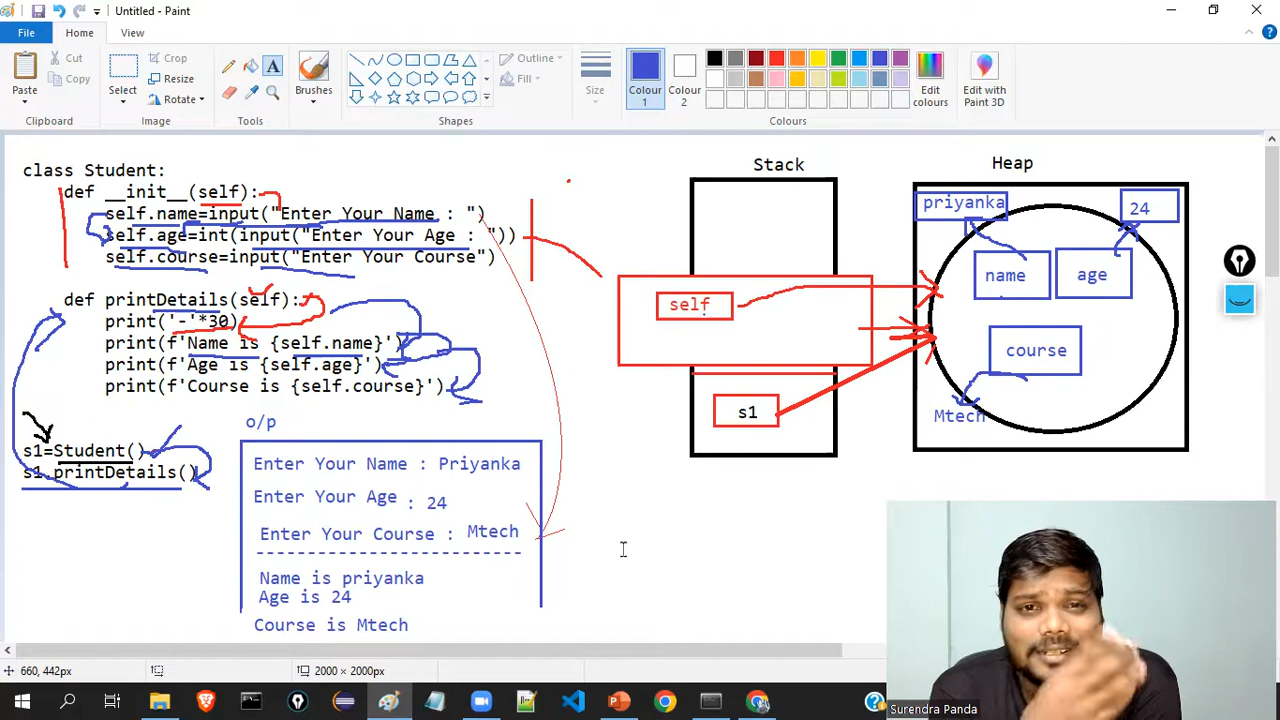 Untitled - Paint
File
Home
View
Paste
Cut
Copy
Clipboard
Select
Crop
Resize
Rotate
Image
A
Tools
Brushes
Outline
Fill
Shapes
Size
Colour 1
Colour 2
Edit colours
Edit with Paint 3D
Colours
class Student:
def __init__(self):
self.name=input("Enter Your Name : ")
self.age=int(input("Enter Your Age : "))
self.course=input("Enter Your Course")
def printDetails(self):
print('-'*30)
print(f'Name is {self.name}')
print(f'Age is {self.age}')
print(f'Course is {self.course}')
s1=Student()
s1.printDetails()
o/p
Enter Your Name : Priyanka
Enter Your Age : 24
Enter Your Course : Mtech
------------------------------
Name is priyanka
Age is 24
Course is Mtech
Stack
self
s1
Heap
priyanka
24
name
age
course
Mtech
660, 442px
2000 × 2000px
Surendra Panda